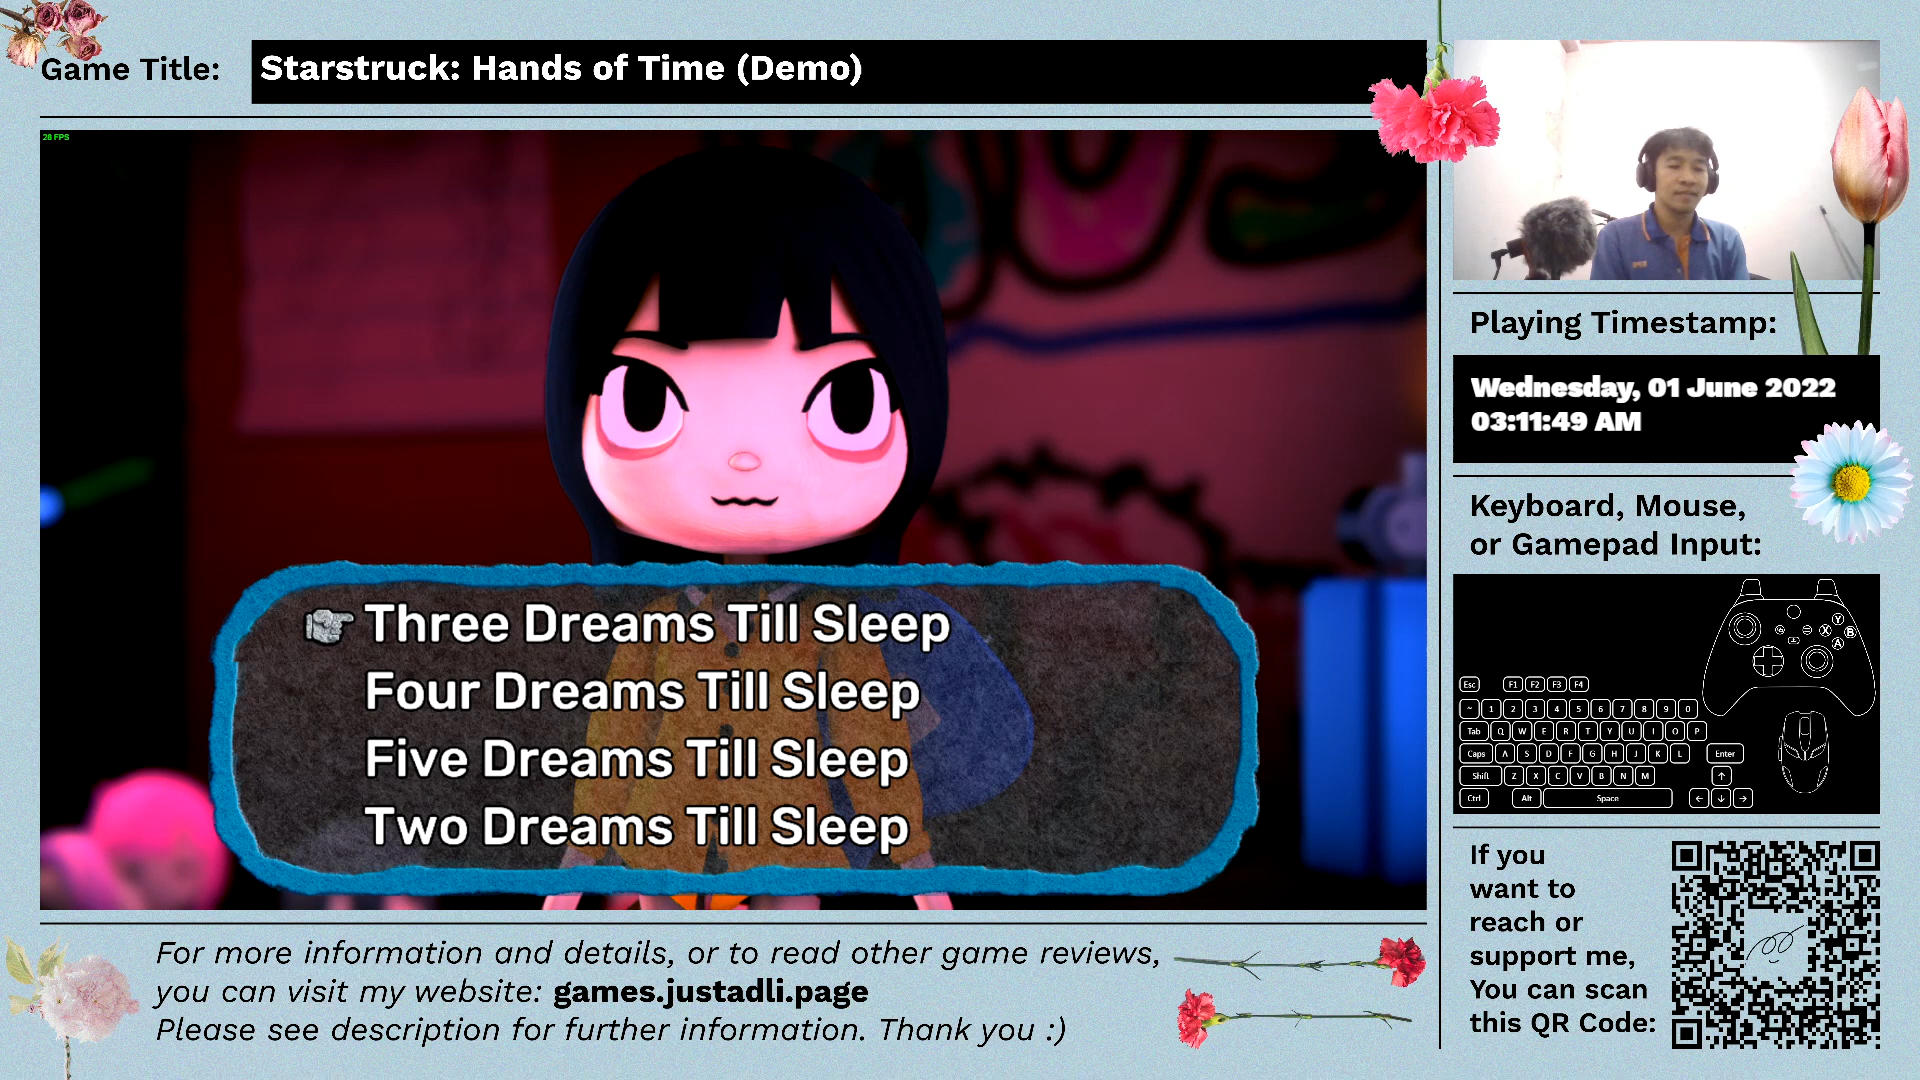 Game Title:
Starstruck: Hands of Time (Demo)
28 FPS
Three Dreams Till Sleep
Four Dreams Till Sleep
Five Dreams Till Sleep
Two Dreams Till Sleep
Playing Timestamp:
Wednesday, 01 June 2022
03:11:49 AM
Keyboard, Mouse,
or Gamepad Input:
Y
X B
A
Esc F1 F2 F3 F4
~ 1 2 3 4 5 6 7 8 9 0
Tab Q W E R T Y U I O P
Caps A S D F G H J K L Enter
Shift Z X C V B N M ↑
Ctrl Alt Space ← ↓ →
If you
want to
reach or
support me,
You can scan
this QR Code:
For more information and details, or to read other game reviews,
you can visit my website: games.justadli.page
Please see description for further information. Thank you :)